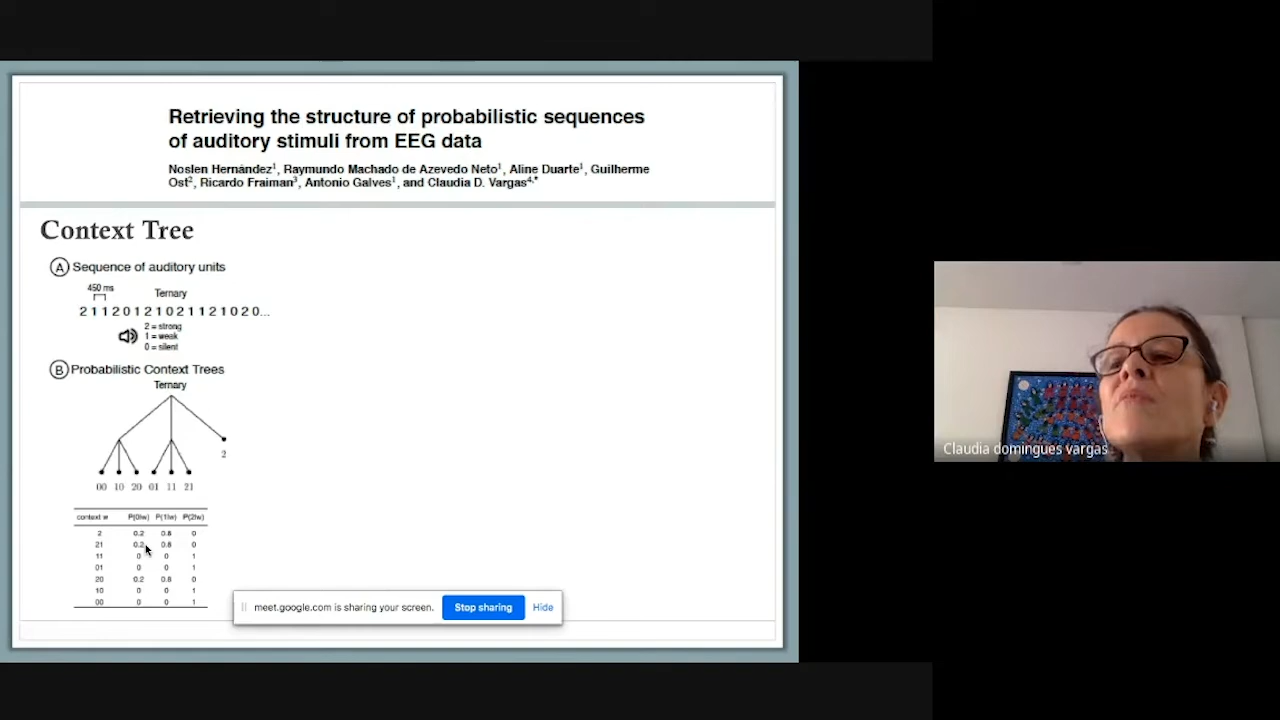 Retrieving the structure of probabilistic sequences
of auditory stimuli from EEG data
Noslen Hernández¹, Raymundo Machado de Azevedo Neto¹, Aline Duarte¹, Guilherme
Ost², Ricardo Fraiman³, Antonio Galves¹, and Claudia D. Vargas⁴,*
Context Tree
A Sequence of auditory units
450 ms
Ternary
2 1 1 2 0 1 2 1 0 2 1 1 2 1 0 2 0...
2 = strong
1 = weak
0 = silent
B Probabilistic Context Trees
Ternary
2
00 10 20 01 11 21
context w P(0|w) P(1|w) P(2|w)
2 0.2 0.8 0
21 0.2 0.8 0
11 0 0 1
01 0 0 1
20 0.2 0.8 0
10 0 0 1
00 0 0 1
meet.google.com is sharing your screen. Stop sharing Hide
Claudia domingues vargas